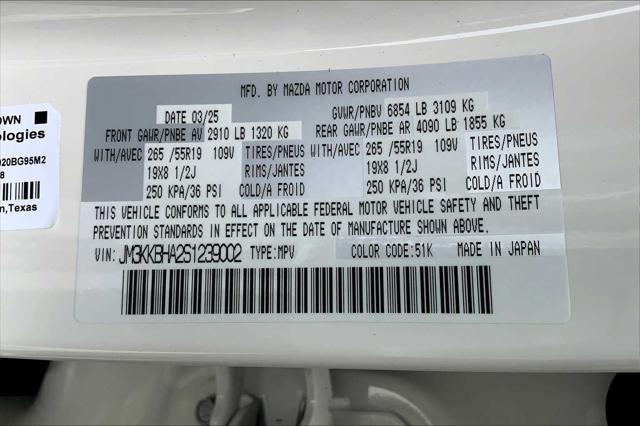 OWN
ologies
020BG95M2
8
n,Texas
MFD. BY MAZDA MOTOR CORPORATION
DATE 03/25 GVWR/PNBV 6854 LB 3109 KG
FRONT GAWR/PNBE AV 2910 LB 1320 KG REAR GAWR/PNBE AR 4090 LB 1855 KG
WITH/AVEC 265 /55R19 109V TIRES/PNEUS WITH/AVEC 265 /55R19 109V TIRES/PNEUS
19X8 1/2J RIMS/JANTES 19X8 1/2J RIMS/JANTES
250 KPA/36 PSI COLD/A FROID 250 KPA/36 PSI COLD/A FROID
THIS VEHICLE CONFORMS TO ALL APPLICABLE FEDERAL MOTOR VEHICLE SAFETY AND THEFT
PREVENTION STANDARDS IN EFFECT ON THE DATE OF MANUFACTURE SHOWN ABOVE.
VIN: JM3KKBHA2S1239002 TYPE:MPV COLOR CODE:51K MADE IN JAPAN